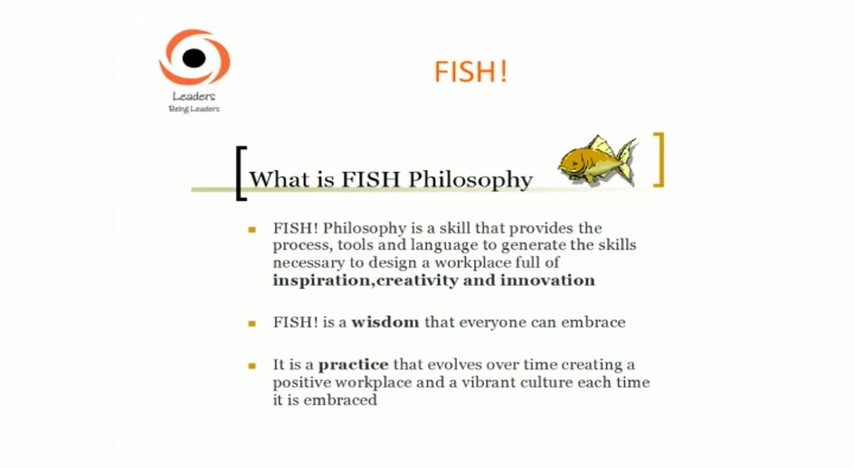 Leaders
Being Leaders
FISH!
What is FISH Philosophy
FISH! Philosophy is a skill that provides the
process, tools and language to generate the skills
necessary to design a workplace full of
inspiration,creativity and innovation
FISH! is a wisdom that everyone can embrace
It is a practice that evolves over time creating a
positive workplace and a vibrant culture each time
it is embraced